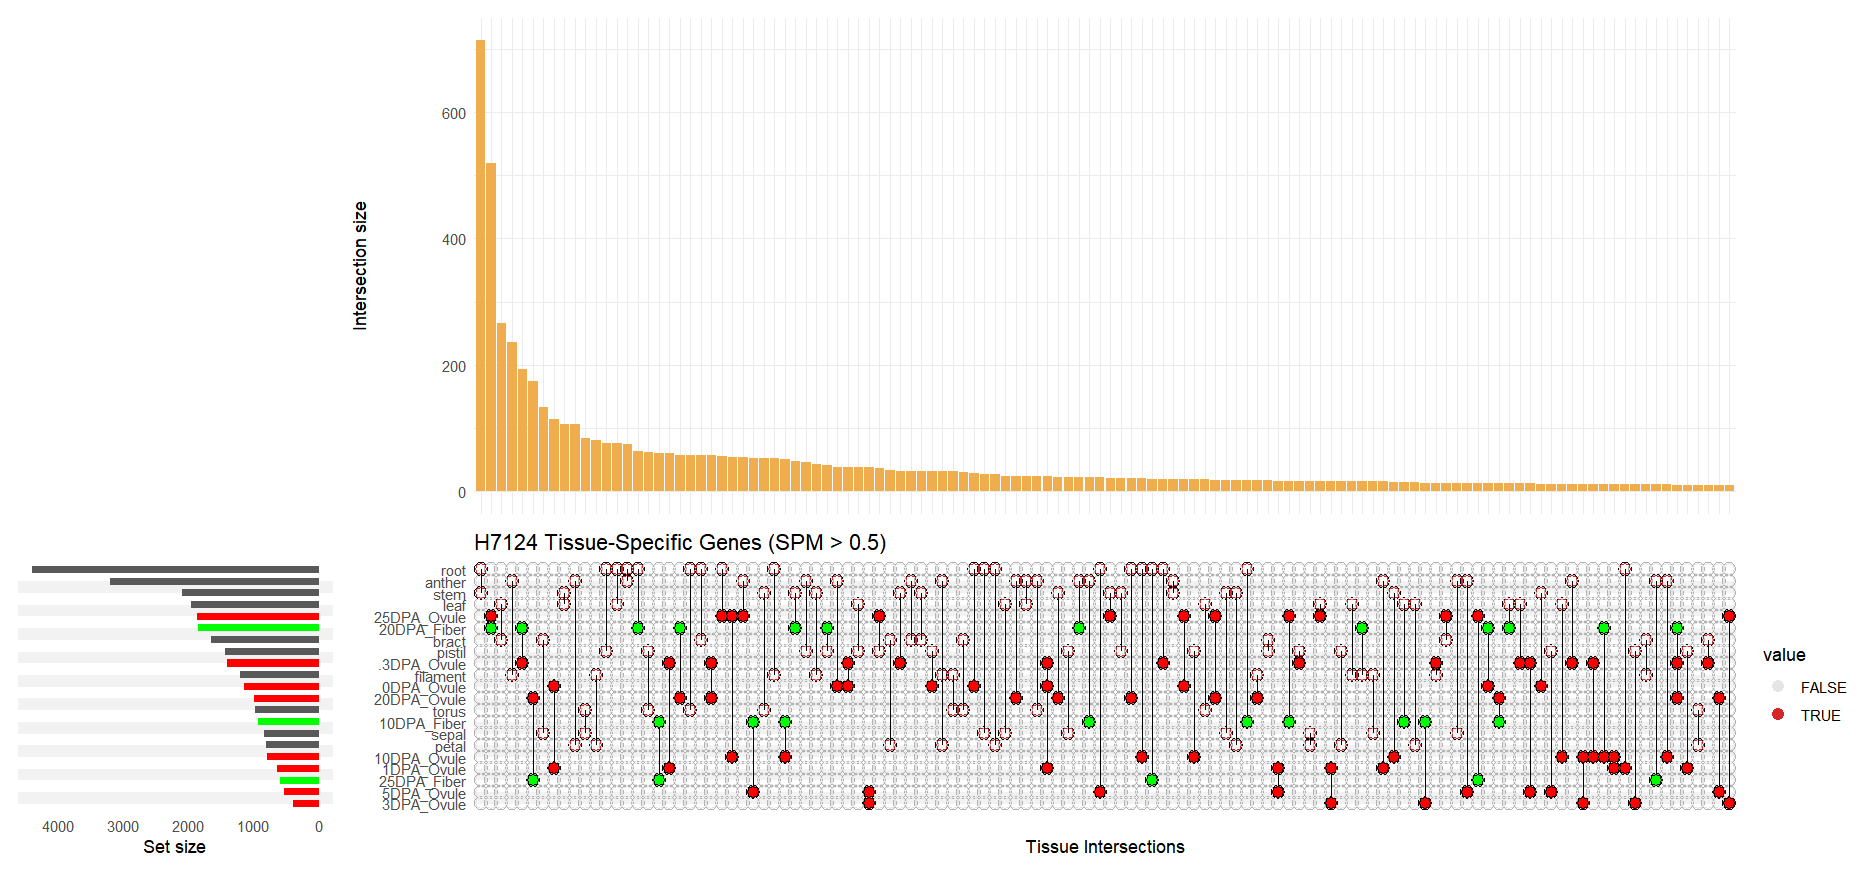 600
400
200
0
Intersection size
H7124 Tissue-Specific Genes (SPM > 0.5)
root
anther
stem
leaf
25DPA_Ovule
20DPA_Fiber
bract
pistil
.3DPA_Ovule
filament
0DPA_Ovule
20DPA_Ovule
torus
10DPA_Fiber
sepal
petal
10DPA_Ovule
1DPA_Ovule
25DPA_Fiber
5DPA_Ovule
3DPA_Ovule
4000 3000 2000 1000 0
Set size
Tissue Intersections
value
FALSE
TRUE